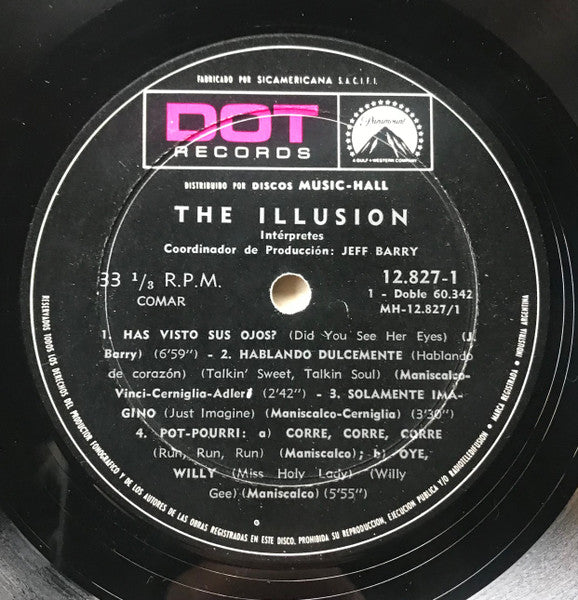 FABRICADO POR SICAMERICANA S.A.C.I.F.I.
DOT
RECORDS
Paramount
A GULF + WESTERN COMPANY
DISTRIBUIDO POR DISCOS MUSIC-HALL
THE ILLUSION
Intérpretes
Coordinador de Producción: JEFF BARRY
33 1/3 R.P.M.
COMAR
12.827-1
1 - Doble 60.342
MH-12.827/1
1. HAS VISTO SUS OJOS? (Did You See Her Eyes) (J.
Barry) (6'59") - 2. HABLANDO DULCEMENTE (Hablando
de corazón) (Talkin' Sweet, Talkin Soul) (Maniscalco-
Vinci-Cerniglia-Adler) (2'42") - 3. SOLAMENTE IMA-
GINO (Just Imagine) (Maniscalco-Cerniglia) (3'30")
4. POT-POURRI: a) CORRE, CORRE, CORRE
(Run, Run, Run) (Maniscalco); b) OYE,
WILLY (Miss Holy Lady) (Willy
Gee) (Maniscalco) (5'55")
RESERVADOS TODOS LOS DERECHOS DEL PRODUCTOR FONOGRAFICO Y DE LOS AUTORES DE LAS OBRAS REGISTRADAS EN ESTE DISCO. PROHIBIDA SU REPRODUCCION, EJECUCION PUBLICA Y/O RADIOTELEDIFUSION • MARCA REGISTRADA • INDUSTRIA ARGENTINA